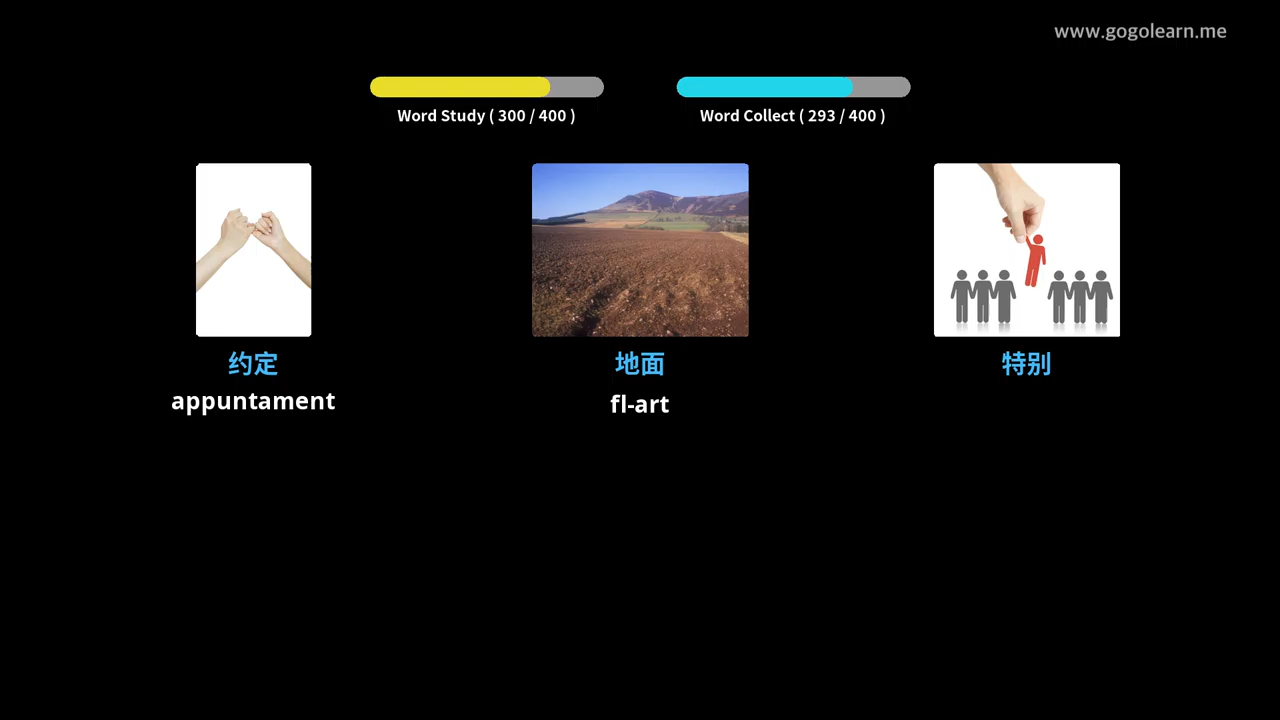 www.gogolearn.me
Word Study ( 300 / 400 )
Word Collect ( 293 / 400 )
约定
地面
特别
appuntament
fl-art